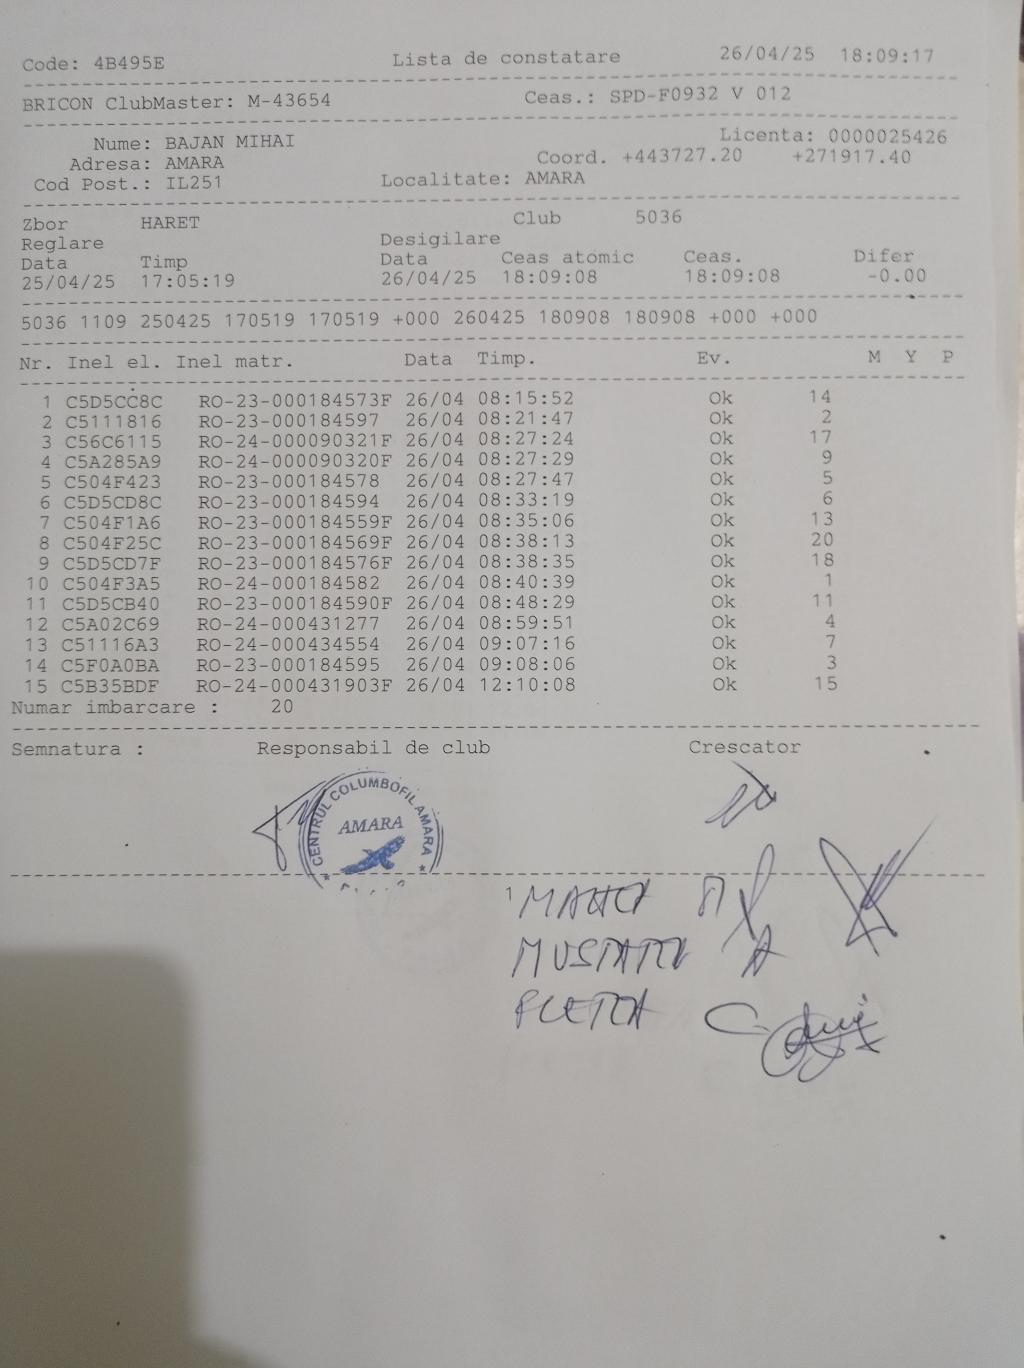 Code: 4B495E Lista de constatare 26/04/25 18:09:17
BRICON ClubMaster: M-43654 Ceas.: SPD-F0932 V 012
Nume: BAJAN MIHAI Licenta: 0000025426
Adresa: AMARA Coord. +443727.20 +271917.40
Cod Post.: IL251 Localitate: AMARA
Zbor HARET Club 5036
Reglare Desigilare
Data Timp Data Ceas atomic Ceas. Difer
25/04/25 17:05:19 26/04/25 18:09:08 18:09:08 -0.00
5036 1109 250425 170519 170519 +000 260425 180908 180908 +000 +000
Nr. Inel el. Inel matr. Data Timp. Ev. M Y P
1 C5D5CC8C RO-23-000184573F 26/04 08:15:52 Ok 14
2 C5111816 RO-23-000184597 26/04 08:21:47 Ok 2
3 C56C6115 RO-24-000090321F 26/04 08:27:24 Ok 17
4 C5A285A9 RO-24-000090320F 26/04 08:27:29 Ok 9
5 C504F423 RO-23-000184578 26/04 08:27:47 Ok 5
6 C5D5CD8C RO-23-000184594 26/04 08:33:19 Ok 6
7 C504F1A6 RO-23-000184559F 26/04 08:35:06 Ok 13
8 C504F25C RO-23-000184569F 26/04 08:38:13 Ok 20
9 C5D5CD7F RO-23-000184576F 26/04 08:38:35 Ok 18
10 C504F3A5 RO-24-000184582 26/04 08:40:39 Ok 1
11 C5D5CB40 RO-23-000184590F 26/04 08:48:29 Ok 11
12 C5A02C69 RO-24-000431277 26/04 08:59:51 Ok 4
13 C51116A3 RO-24-000434554 26/04 09:07:16 Ok 7
14 C5F0A0BA RO-23-000184595 26/04 09:08:06 Ok 3
15 C5B35BDF RO-24-000431903F 26/04 12:10:08 Ok 15
Numar imbarcare : 20
Semnatura : Responsabil de club Crescator
CENTRUL COLUMBOFIL AMARA
AMARA